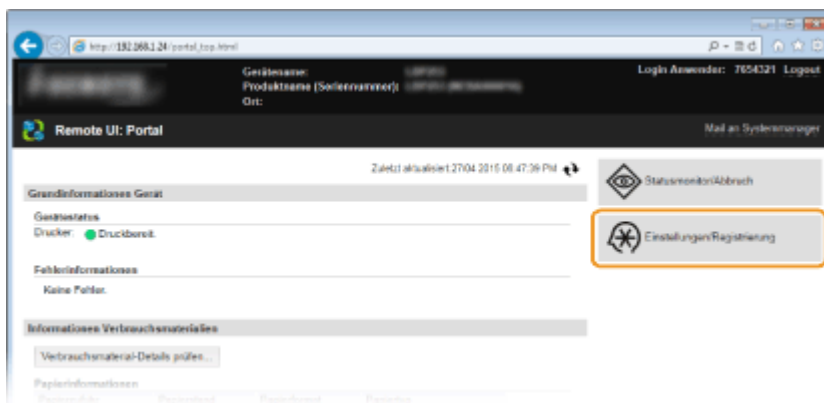 http://192.168.1.24/portal_top.html
Gerätename:
Produktname (Seriennummer):
Ort:
Login Anwender: 7654321 Logout
Remote UI: Portal
Mail an Systemmanager
Zuletzt aktualisiert:27/04 2015 08:47:39 PM
Grundinformationen Gerät
Statusmonitor/Abbruch
Gerätestatus
Drucker: Druckbereit.
Einstellungen/Registrierung
Fehlerinformationen
Keine Fehler.
Informationen Verbrauchsmaterialien
Verbrauchsmaterial-Details prüfen...
Papierinformationen